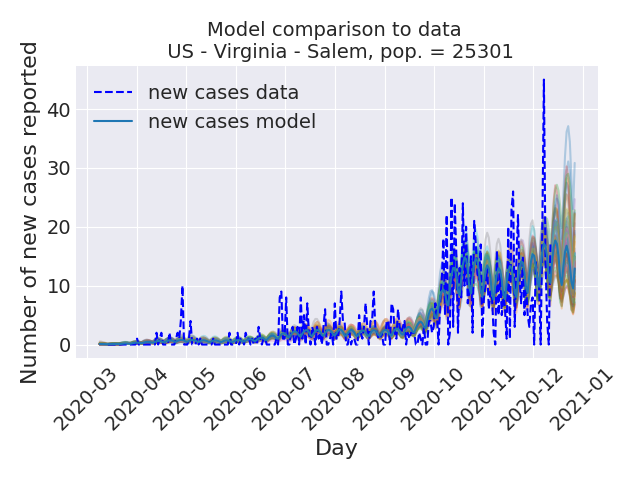 Model comparison to data
US - Virginia - Salem, pop. = 25301
new cases data
new cases model
Number of new cases reported
40
30
20
10
0
2020-03
2020-04
2020-05
2020-06
2020-07
2020-08
2020-09
2020-10
2020-11
2020-12
2021-01
Day